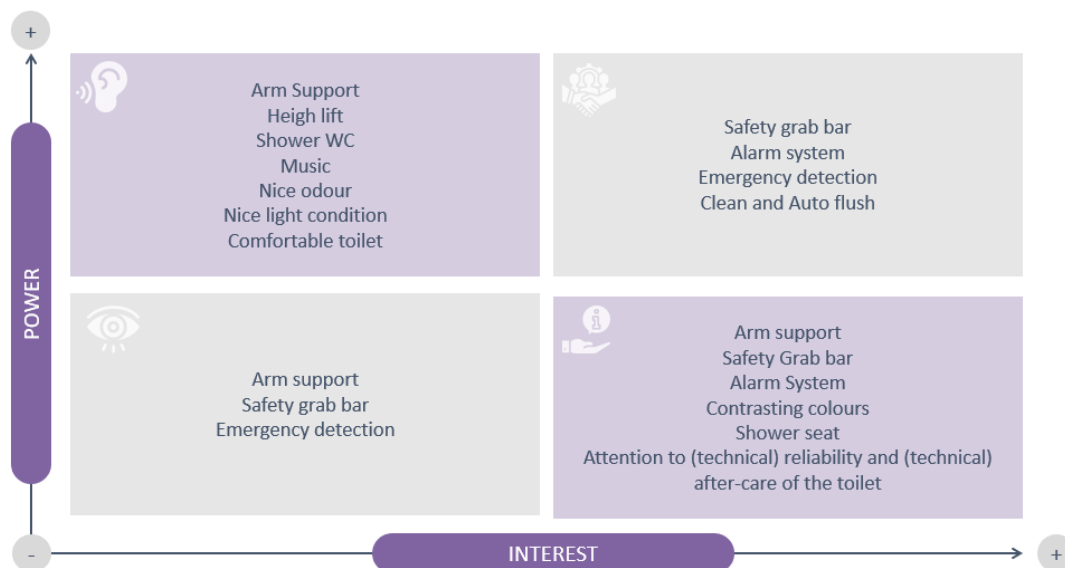 +
Arm Support
Heigh lift
Shower WC
Music
Nice odour
Nice light condition
Comfortable toilet
Safety grab bar
Alarm system
Emergency detection
Clean and Auto flush
POWER
Arm support
Safety grab bar
Emergency detection
Arm support
Safety Grab bar
Alarm System
Contrasting colours
Shower seat
Attention to (technical) reliability and (technical)
after-care of the toilet
-
INTEREST
+